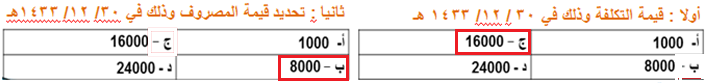 أولا : قيمة التكلفة وذلك في ٣٠ / ١٢ / ١٤٣٣ هـ
أ- 1000 ج – 16000
ب – 8000 د - 24000
ثانيا : تحديد قيمة المصروف وذلك في ٣٠ /١٢ / ١٤٣٣هـ
أ- 1000 ج – 16000
ب – 8000 د - 24000